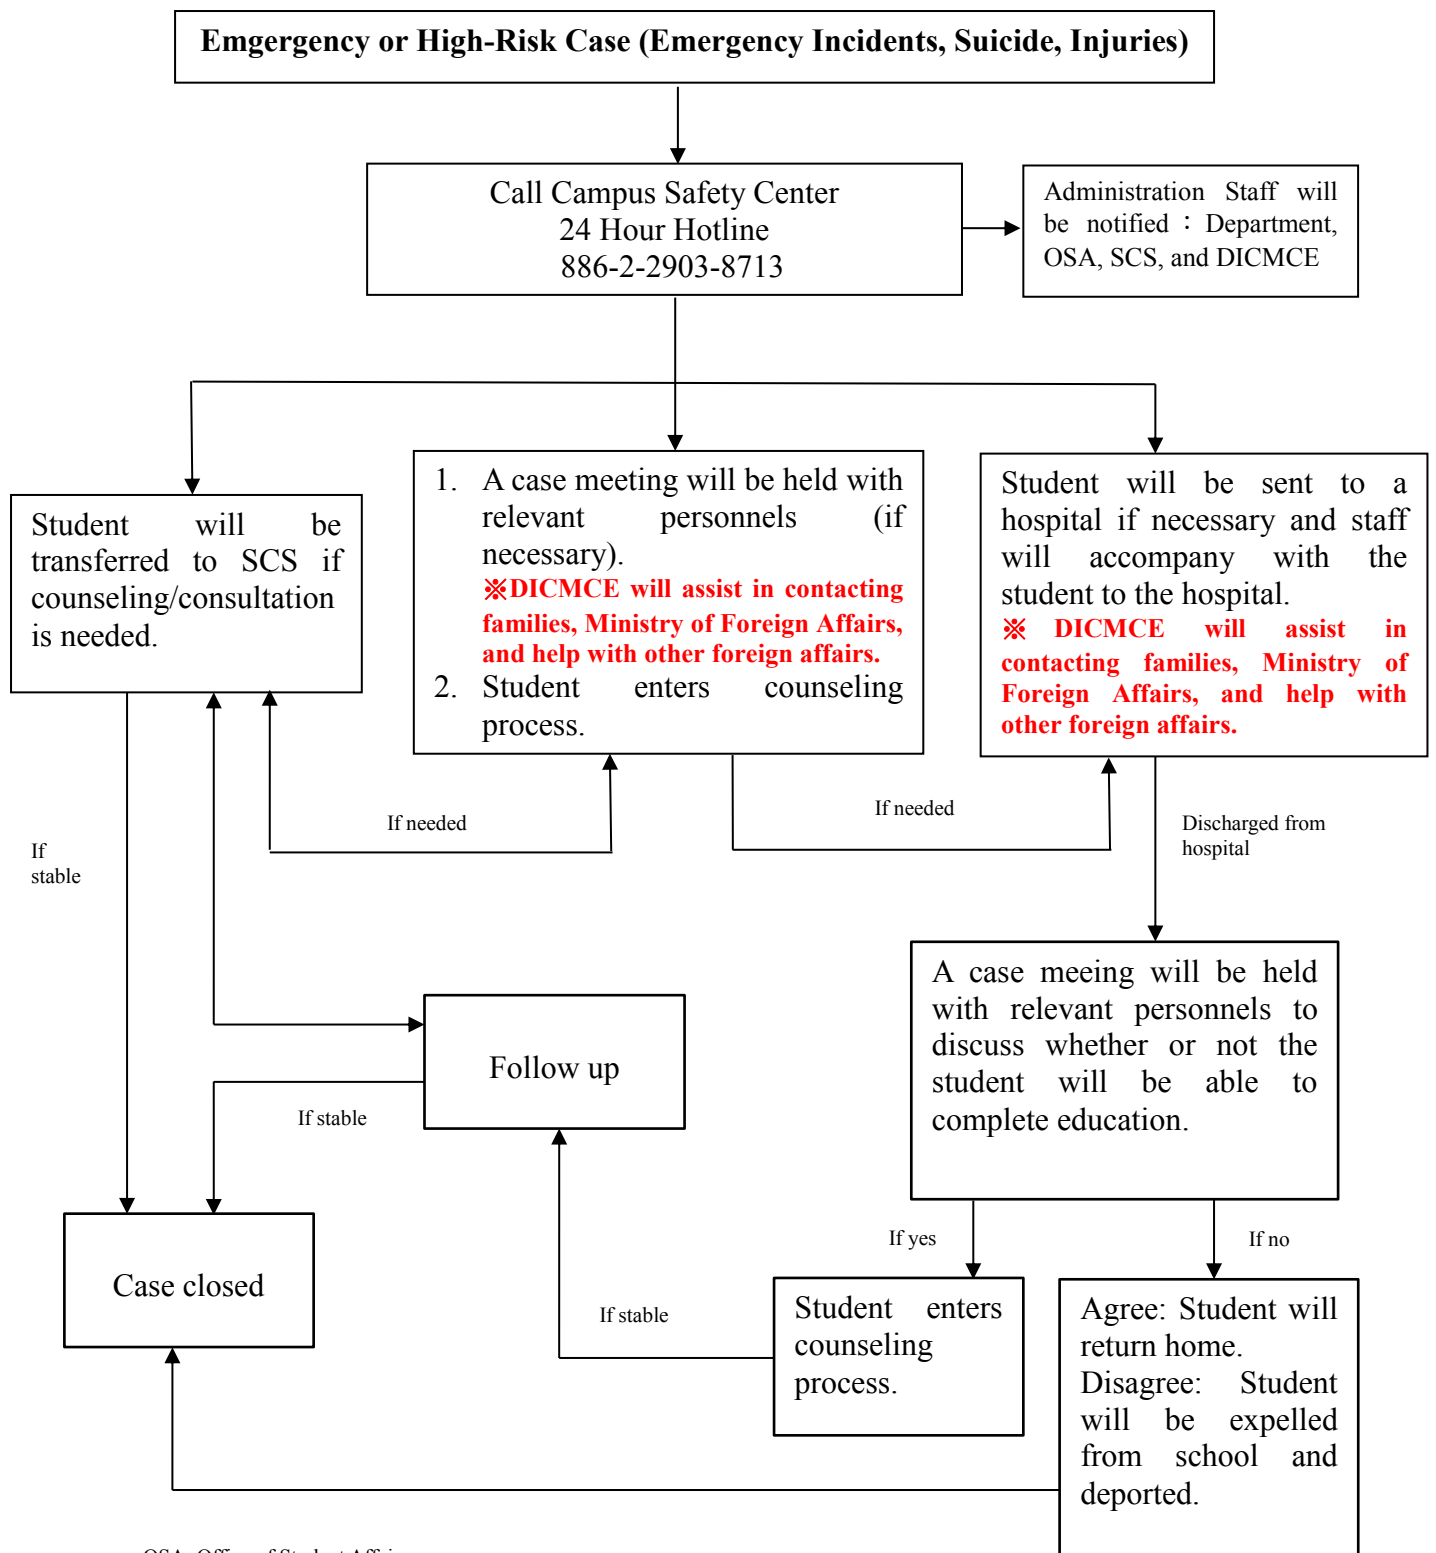 Emgergency or High-Risk Case (Emergency Incidents, Suicide, Injuries)
Call Campus Safety Center
24 Hour Hotline
886-2-2903-8713
Administration Staff will
be notified：Department,
OSA, SCS, and DICMCE
Student will be
transferred to SCS if
counseling/consultation
is needed.
1. A case meeting will be held with
relevant personnels (if
necessary).
※DICMCE will assist in contacting
families, Ministry of Foreign Affairs,
and help with other foreign affairs.
2. Student enters counseling
process.
Student will be sent to a
hospital if necessary and staff
will accompany with the
student to the hospital.
※ DICMCE will assist in
contacting families, Ministry of
Foreign Affairs, and help with
other foreign affairs.
If needed
If needed
Discharged from
hospital
If
stable
A case meeing will be held
with relevant personnels to
discuss whether or not the
student will be able to
complete education.
Follow up
If stable
If yes
If no
Case closed
If stable
Student enters
counseling
process.
Agree: Student will
return home.
Disagree: Student
will be expelled
from school and
deported.
OSA: Office of Student Affairs